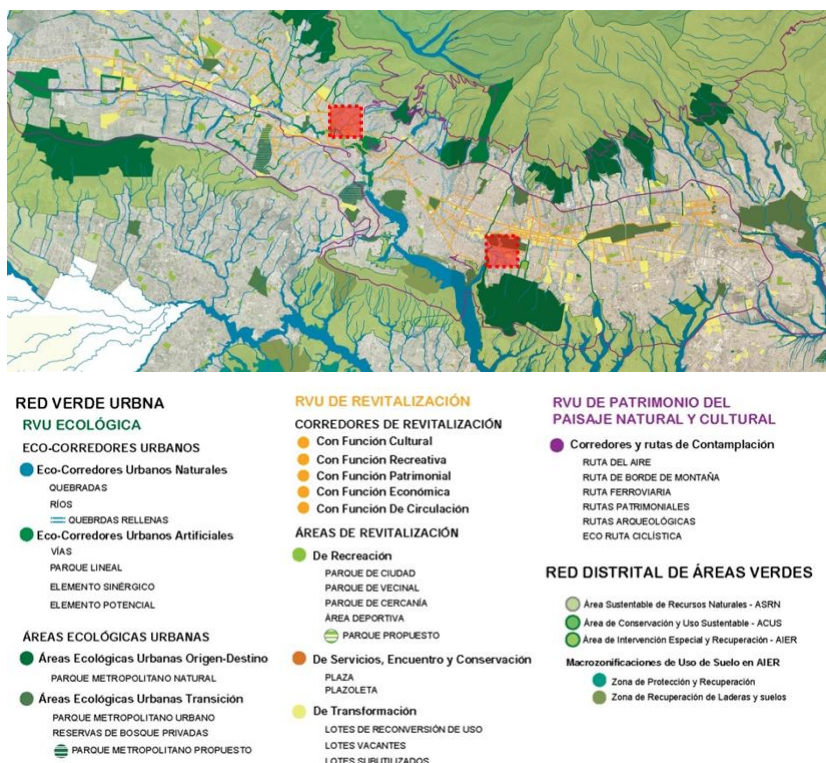 RED VERDE URBNA
RVU ECOLÓGICA
ECO-CORREDORES URBANOS
Eco-Corredores Urbanos Naturales
QUEBRADAS
RÍOS
QUEBRDAS RELLENAS
Eco-Corredores Urbanos Artificiales
VÍAS
PARQUE LINEAL
ELEMENTO SINÉRGICO
ELEMENTO POTENCIAL
ÁREAS ECOLÓGICAS URBANAS
Áreas Ecológicas Urbanas Origen-Destino
PARQUE METROPOLITANO NATURAL
Áreas Ecológicas Urbanas Transición
PARQUE METROPOLITANO URBANO
RESERVAS DE BOSQUE PRIVADAS
PARQUE METROPOLITANO PROPUESTO
RVU DE REVITALIZACIÓN
CORREDORES DE REVITALIZACIÓN
Con Función Cultural
Con Función Recreativa
Con Función Patrimonial
Con Función Económica
Con Función De Circulación
ÁREAS DE REVITALIZACIÓN
De Recreación
PARQUE DE CIUDAD
PARQUE DE VECINAL
PARQUE DE CERCANÍA
ÁREA DEPORTIVA
PARQUE PROPUESTO
De Servicios, Encuentro y Conservación
PLAZA
PLAZOLETA
De Transformación
LOTES DE RECONVERSIÓN DE USO
LOTES VACANTES
LOTES SUBUTILIZADOS
RVU DE PATRIMONIO DEL
PAISAJE NATURAL Y CULTURAL
Corredores y rutas de Contamplación
RUTA DEL AIRE
RUTA DE BORDE DE MONTAÑA
RUTA FERROVIARIA
RUTAS PATRIMONIALES
RUTAS ARQUEOLÓGICAS
ECO RUTA CICLÍSTICA
RED DISTRITAL DE ÁREAS VERDES
Área Sustentable de Recursos Naturales - ASRN
Área de Conservación y Uso Sustentable - ACUS
Área de Intervención Especial y Recuperación - AIER
Macrozonificaciones de Uso de Suelo en AIER
Zona de Protección y Recuperación
Zona de Recuperación de Laderas y suelos